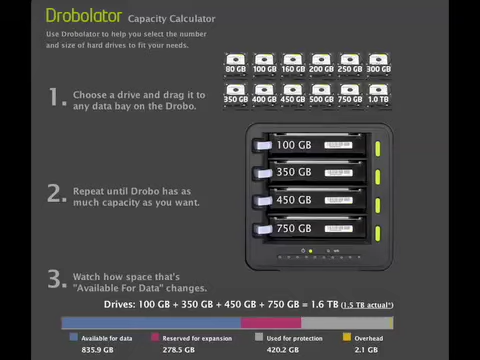 Drobolator Capacity Calculator
Use Drobolator to help you select the number
and size of hard drives to fit your needs.
80 GB 100 GB 160 GB 200 GB 250 GB 300 GB
1. Choose a drive and drag it to
any data bay on the Drobo.
350 GB 400 GB 450 GB 500 GB 750 GB 1.0 TB
100 GB
350 GB
2. Repeat until Drobo has as
much capacity as you want.
450 GB
750 GB
3. Watch how space that's
"Available For Data" changes.
Drives: 100 GB + 350 GB + 450 GB + 750 GB = 1.6 TB (1.5 TB actual*)
Available for data Reserved for expansion Used for protection Overhead
835.9 GB 278.5 GB 420.2 GB 2.1 GB